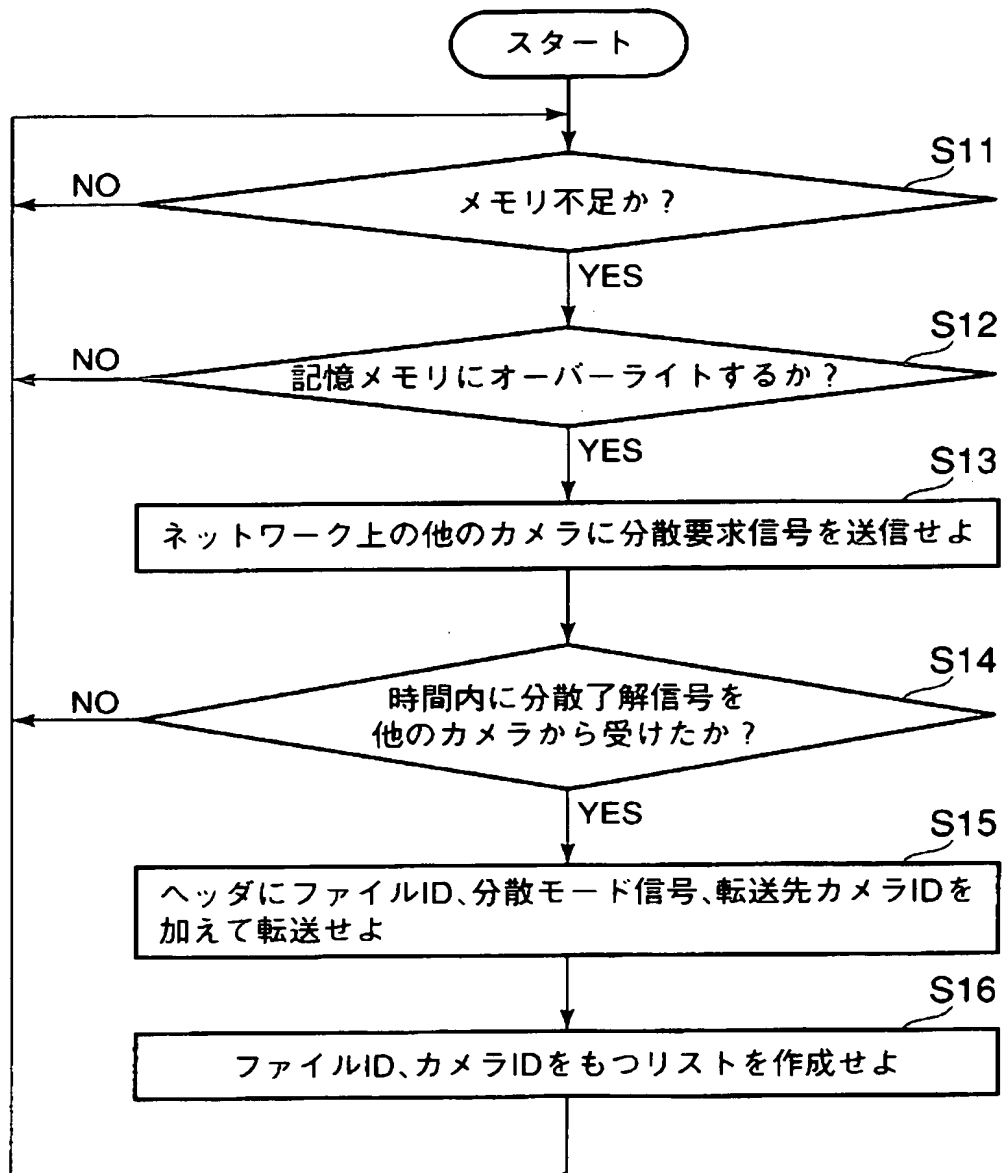 スタート
S11
NO
メモリ不足か?
YES
S12
NO
記憶メモリにオーバーライトするか?
YES
S13
ネットワーク上の他のカメラに分散要求信号を送信せよ
S14
NO
時間内に分散了解信号を
他のカメラから受けたか?
YES
S15
ヘッダにファイルID、分散モード信号、転送先カメラIDを
加えて転送せよ
S16
ファイルID、カメラIDをもつリストを作成せよ